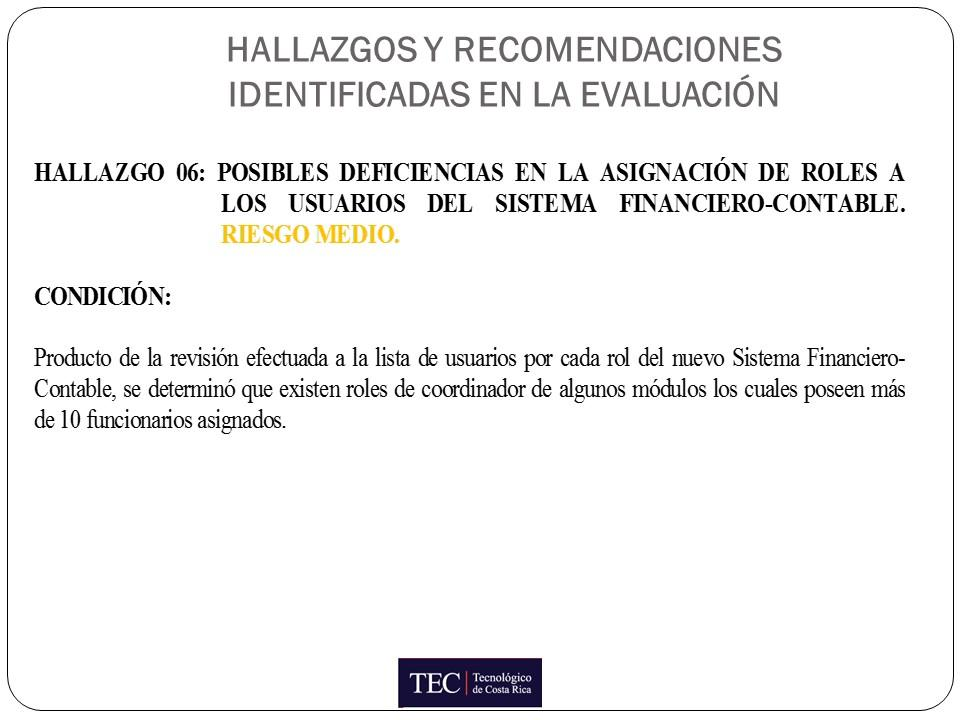 HALLAZGOS Y RECOMENDACIONES
IDENTIFICADAS EN LA EVALUACIÓN
HALLAZGO 06: POSIBLES DEFICIENCIAS EN LA ASIGNACIÓN DE ROLES A
LOS USUARIOS DEL SISTEMA FINANCIERO-CONTABLE.
RIESGO MEDIO.
CONDICIÓN:
Producto de la revisión efectuada a la lista de usuarios por cada rol del nuevo Sistema Financiero-
Contable, se determinó que existen roles de coordinador de algunos módulos los cuales poseen más
de 10 funcionarios asignados.
TEC | Tecnológico
de Costa Rica